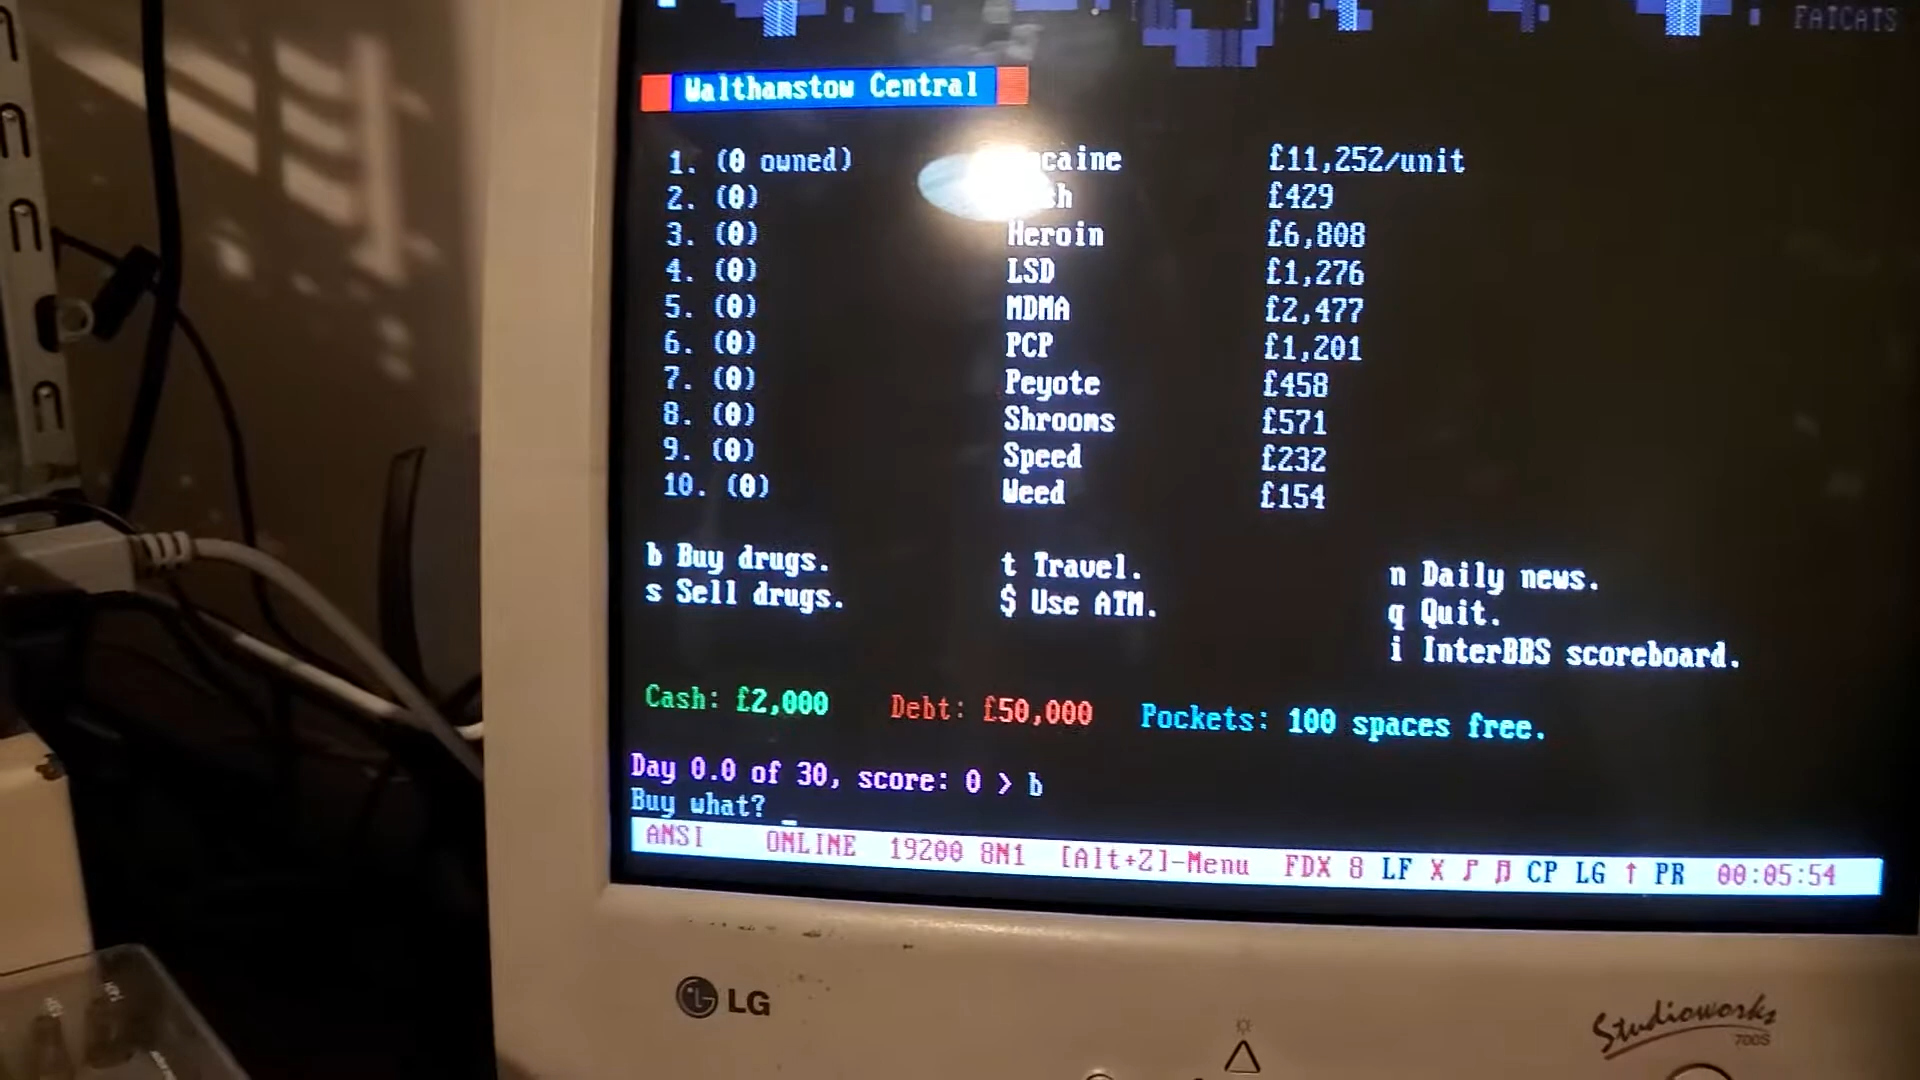 FATCATS
Walthamstow Central
1. (0 owned) caine £11,252/unit
2. (0) £429
3. (0) Heroin £6,808
4. (0) LSD £1,276
5. (0) MDMA £2,477
6. (0) PCP £1,201
7. (0) Peyote £458
8. (0) Shrooms £571
9. (0) Speed £232
10. (0) Weed £154
b Buy drugs. t Travel. n Daily news.
s Sell drugs. $ Use ATM. q Quit.
i InterBBS scoreboard.
Cash: £2,000 Debt: £50,000 Pockets: 100 spaces free.
Day 0.0 of 30, score: 0 > b
Buy what? _
ANSI ONLINE 19200 8N1 [Alt+Z]-Menu FDX 8 LF X ♪ ♫ CP LG ↑ PR 00:05:54
LG
Studioworks
700S